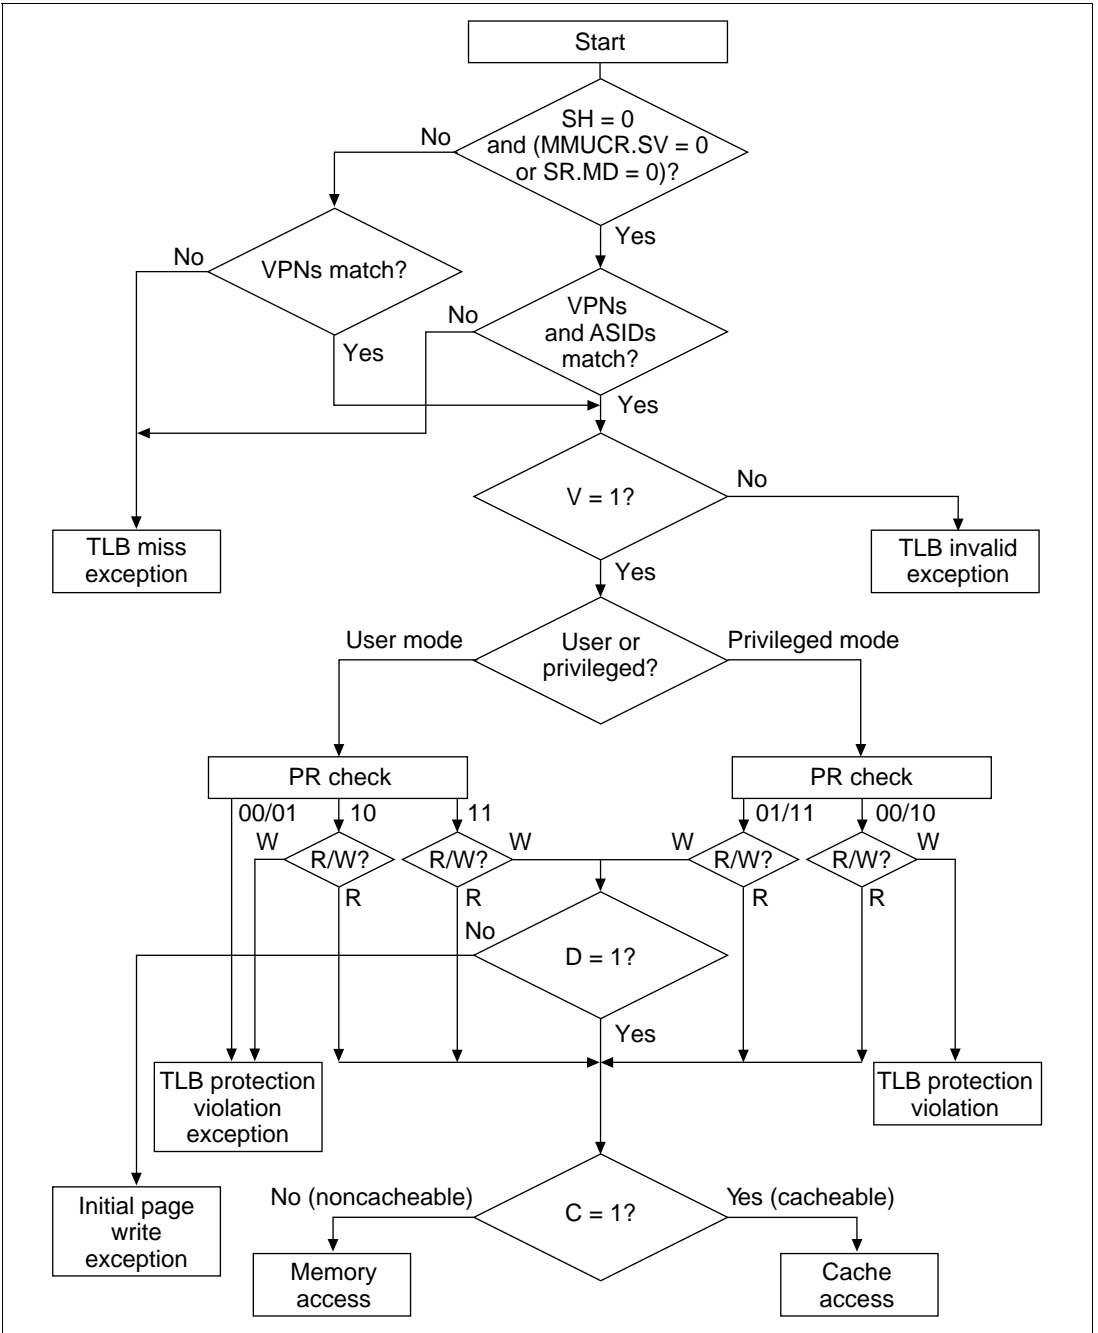 Start
SH = 0
and (MMUCR.SV = 0
or SR.MD = 0)?
No
Yes
No
VPNs match?
Yes
No
VPNs
and ASIDs
match?
Yes
V = 1?
No
Yes
TLB miss
exception
TLB invalid
exception
User mode
User or
privileged?
Privileged mode
PR check
PR check
00/01
10
11
01/11
00/10
W
R/W?
R
R/W?
W
R
W
R/W?
R
R/W?
W
R
No
D = 1?
Yes
TLB protection
violation
exception
TLB protection
violation
Initial page
write
exception
No (noncacheable)
C = 1?
Yes (cacheable)
Memory
access
Cache
access